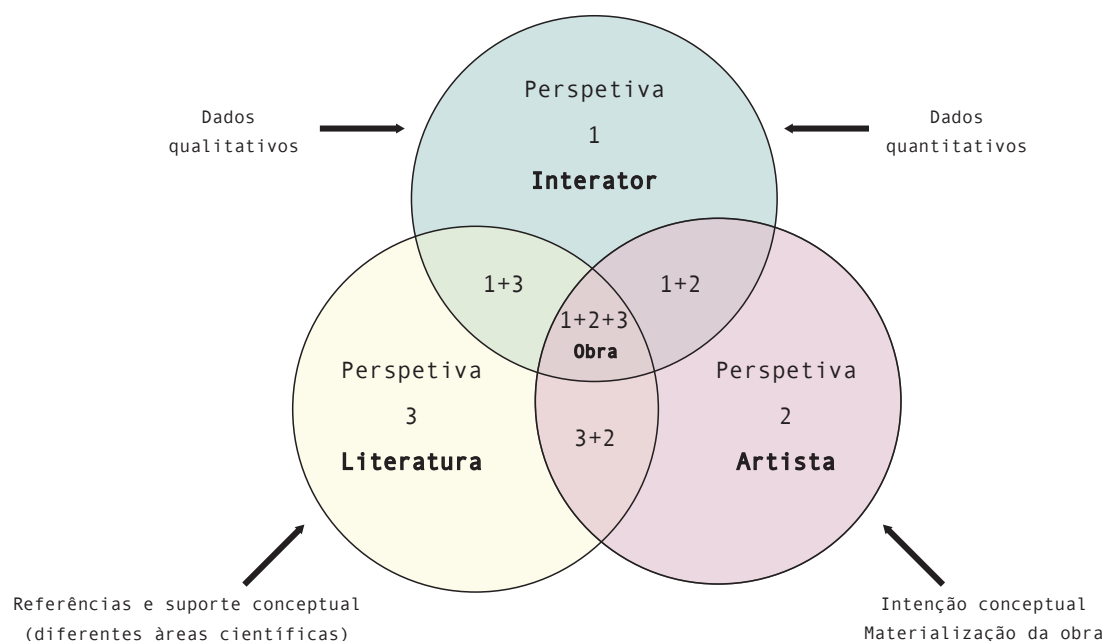 Perspetiva
1
Interator
Dados
qualitativos
Dados
quantitativos
1+3
1+2
1+2+3
Obra
Perspetiva
3
Literatura
Perspetiva
2
Artista
3+2
Referências e suporte conceptual
(diferentes àreas científicas)
Intenção conceptual
Materialização da obra